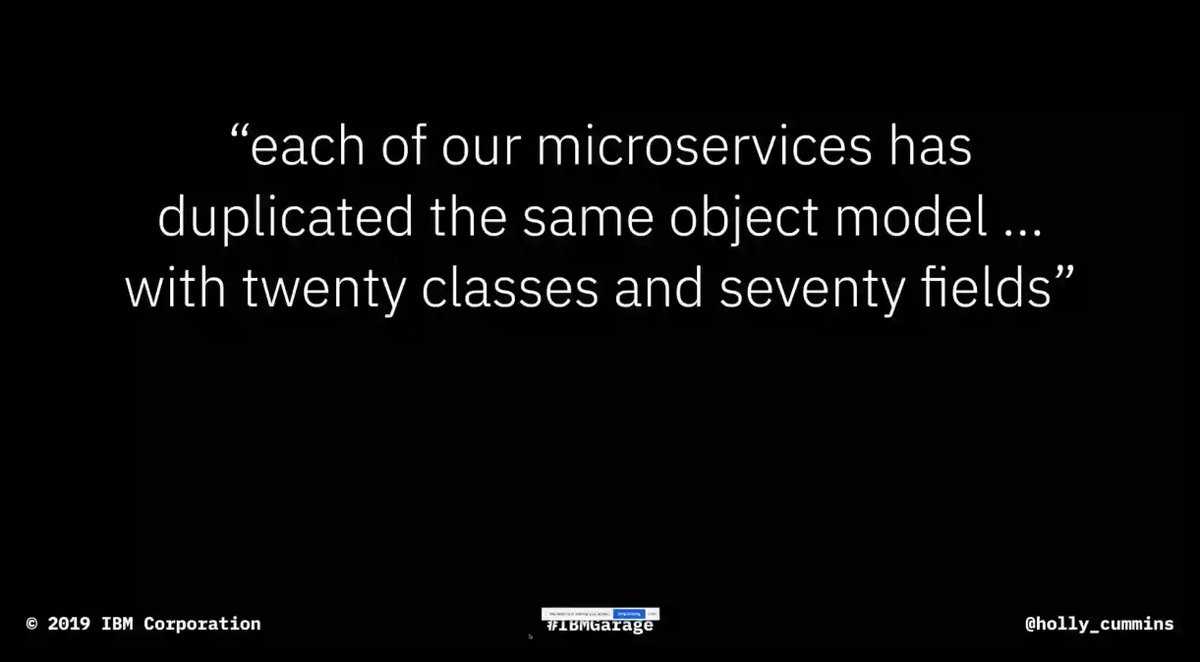 “each of our microservices has
duplicated the same object model ...
with twenty classes and seventy fields”
© 2019 IBM Corporation
#IBMGarage
@holly_cummins